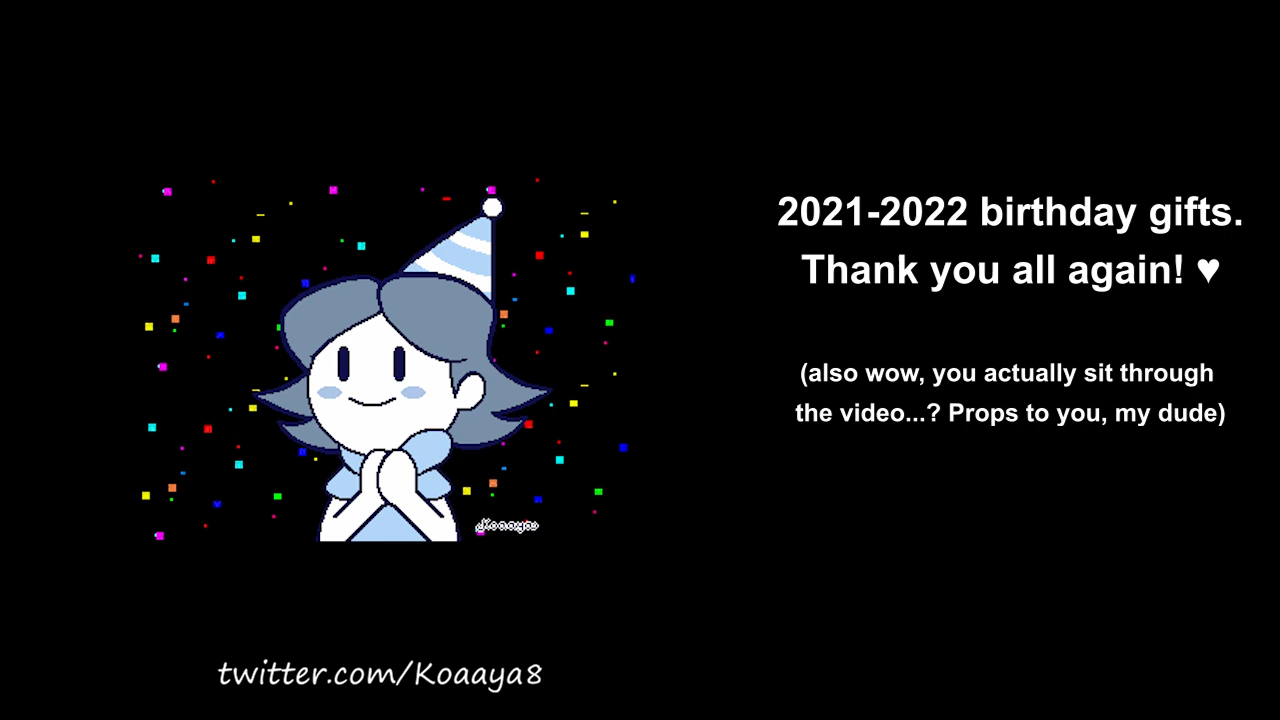 2021-2022 birthday gifts.
Thank you all again! ♥
(also wow, you actually sit through
the video...? Props to you, my dude)
twitter.com/Koaaya8